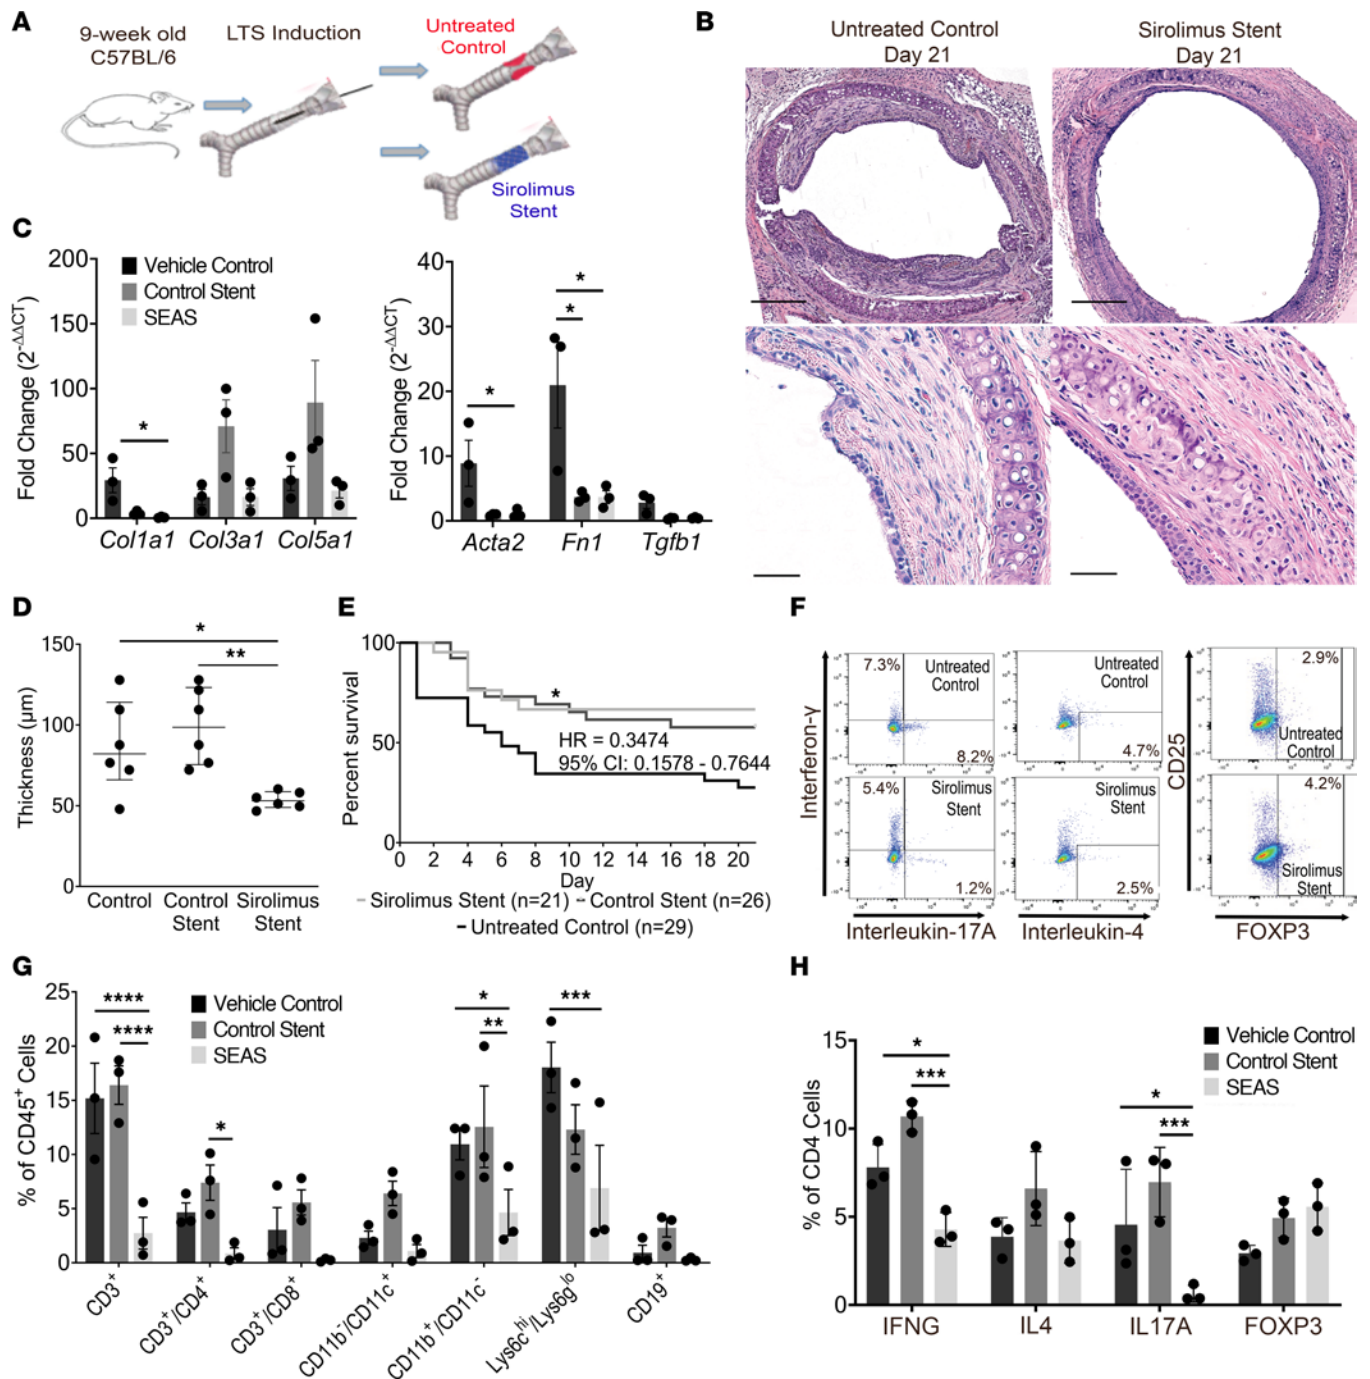 A
9-week old
C57BL/6
LTS Induction
Untreated
Control
Sirolimus
Stent
B
Untreated Control
Day 21
Sirolimus Stent
Day 21
C
Fold Change (2-ΔΔCT)
200
150
100
50
0
Vehicle Control
Control Stent
SEAS
*
Col1a1 Col3a1 Col5a1
Fold Change (2-ΔΔCT)
40
30
20
10
0
*
*
*
Acta2 Fn1 Tgfb1
D
Thickness (µm)
150
100
50
0
*
**
Control
Control
Stent
Sirolimus
Stent
E
Percent survival
100
50
0
*
HR = 0.3474
95% CI: 0.1578 - 0.7644
0 2 4 6 8 10 12 14 16 18 20
Day
Sirolimus Stent (n=21) Control Stent (n=26)
Untreated Control (n=29)
F
Interferon-γ
7.3%
Untreated
Control
8.2%
Untreated
Control
4.7%
5.4%
Sirolimus
Stent
1.2%
Sirolimus
Stent
2.5%
Interleukin-17A
Interleukin-4
CD25
2.9%
Untreated
Control
4.2%
Sirolimus
Stent
FOXP3
G
% of CD45+ Cells
25
20
15
10
5
0
Vehicle Control
Control Stent
SEAS
****
****
*
*
**
***
CD3+
CD3+/CD4+
CD3+/CD8+
CD11b-/CD11c+
CD11b+/CD11c-
Lys6chi/Lys6glo
CD19+
H
% of CD4 Cells
15
10
5
0
Vehicle Control
Control Stent
SEAS
*
***
*
***
IFNG IL4 IL17A FOXP3